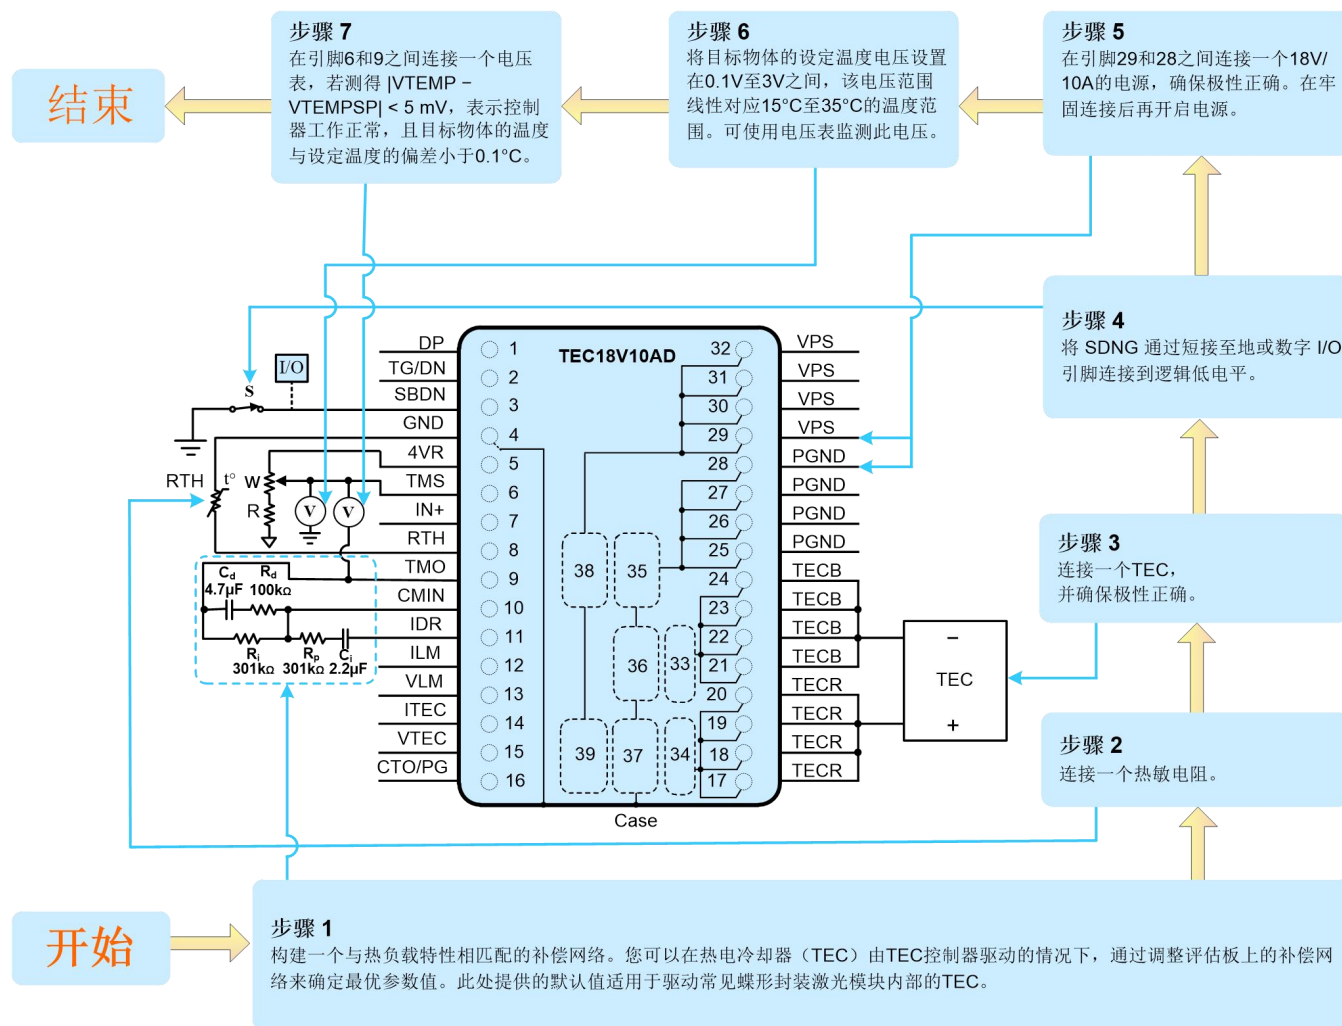 步骤 7
在引脚6和9之间连接一个电压
表，若测得 |VTEMP −
VTEMPSP| < 5 mV，
表示控制
器工作正常，且目标物体的温度
与设定温度的偏差小于0.1°C。
步骤 6
将目标物体的设定温度电压设置
在0.1V至3V之间，该电压范围
线性对应15°C至35°C的温度范
围。可使用电压表监测此电压。
步骤 5
在引脚29和28之间连接一个18V/
10A的电源，确保极性正确。在牢
固连接后再开启电源。
结束
步骤 4
将 SDNG 通过短接至地或数字 I/O
引脚连接到逻辑低电平。
步骤 3
连接一个TEC，
并确保极性正确。
步骤 2
连接一个热敏电阻。
TEC18V10AD
DP
1
TG/DN
2
SBDN
3
GND
4
4VR
5
TMS
6
IN+
7
RTH
8
TMO
9
CMIN
10
IDR
11
ILM
12
VLM
13
ITEC
14
VTEC
15
CTO/PG
16
32
VPS
31
VPS
30
VPS
29
VPS
28
PGND
27
PGND
26
PGND
25
PGND
24
TECB
23
TECB
22
TECB
21
TECB
20
TECR
19
TECR
18
TECR
17
TECR
38
35
36
33
39
37
34
I/O
S
RTH
t°
W
R
V
V
Cd
4.7µF
Rd
100kΩ
Ri
301kΩ
Rp
301kΩ
Ci
2.2µF
−
TEC
+
Case
开始
步骤 1
构建一个与热负载特性相匹配的补偿网络。您可以在热电冷却器（TEC）由TEC控制器驱动的情况下，通过调整评估板上的补偿网
络来确定最优参数值。此处提供的默认值适用于驱动常见蝶形封装激光模块内部的TEC。